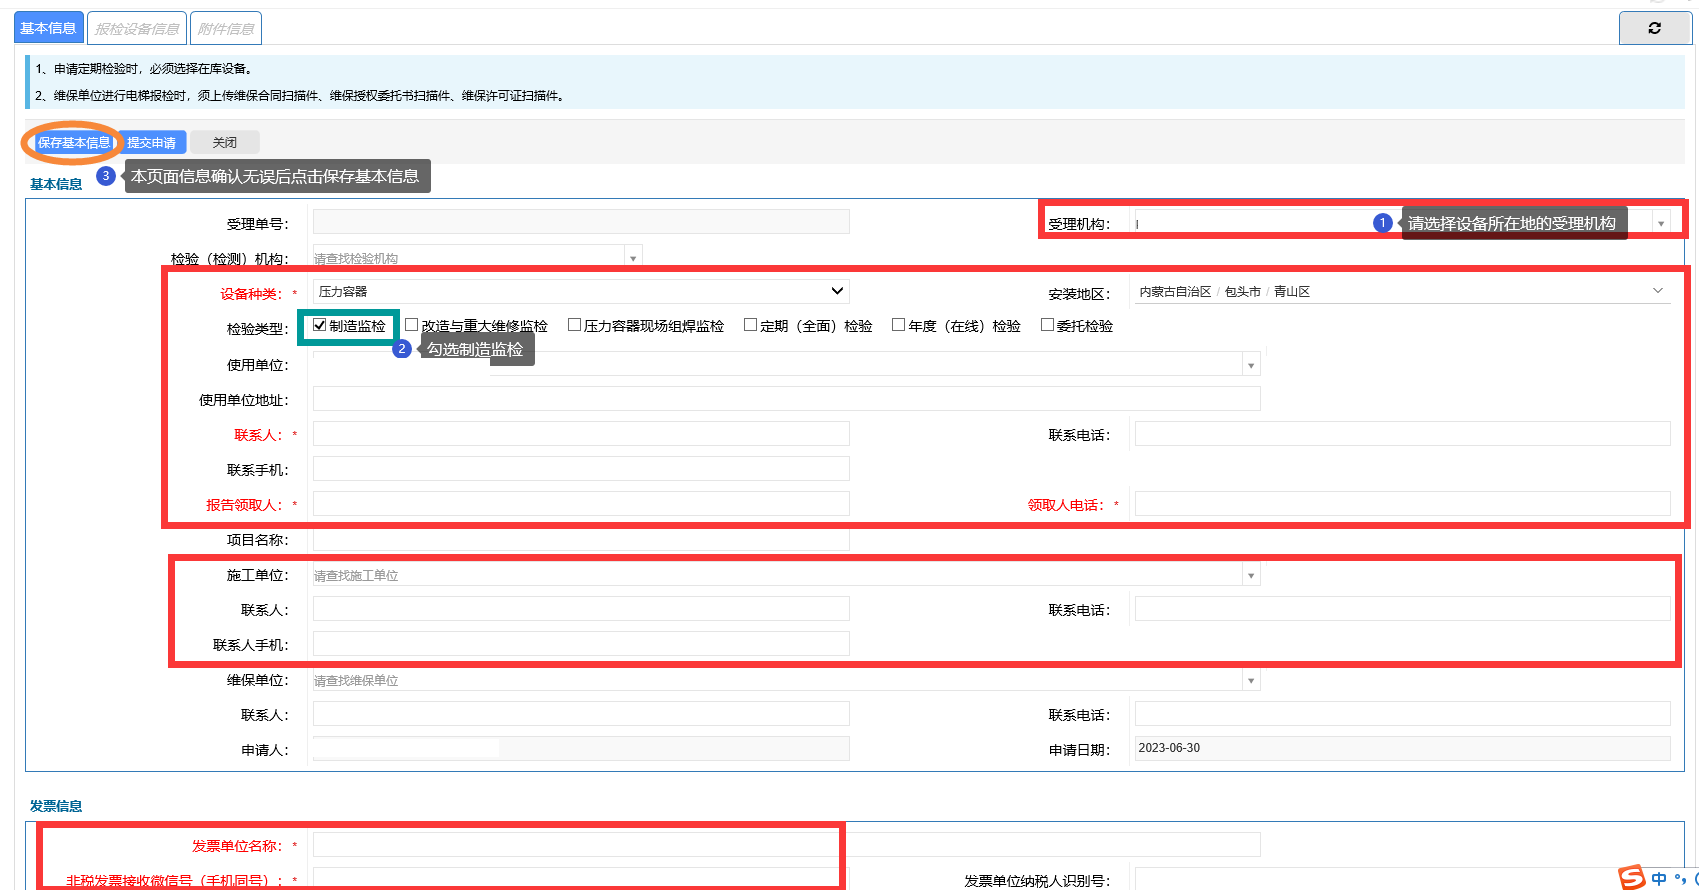 基本信息 报检设备信息 附件信息
1、申请定期检验时，必须选择在库设备。
2、维保单位进行电梯报检时，须上传维保合同扫描件、维保授权委托书扫描件、维保许可证扫描件。
保存基本信息 提交申请 关闭
3 本页面信息确认无误后点击保存基本信息
基本信息
受理单号： 受理机构： 1 请选择设备所在地的受理机构
检验（检测）机构： 请查找检验机构
设备种类：* 压力容器 安装地区： 内蒙古自治区 / 包头市 / 青山区
检验类型： 制造监检 改造与重大维修监检 压力容器现场组焊监检 定期（全面）检验 年度（在线）检验 委托检验
2 勾选制造监检
使用单位：
使用单位地址：
联系人：* 联系电话：
联系手机：
报告领取人：* 领取人电话：*
项目名称：
施工单位： 请查找施工单位
联系人： 联系电话：
联系人手机：
维保单位： 请查找维保单位
联系人： 联系电话：
申请人： 申请日期： 2023-06-30
发票信息
发票单位名称：*
非税发票接收微信号（手机同号）：* 发票单位纳税人识别号：
S 中